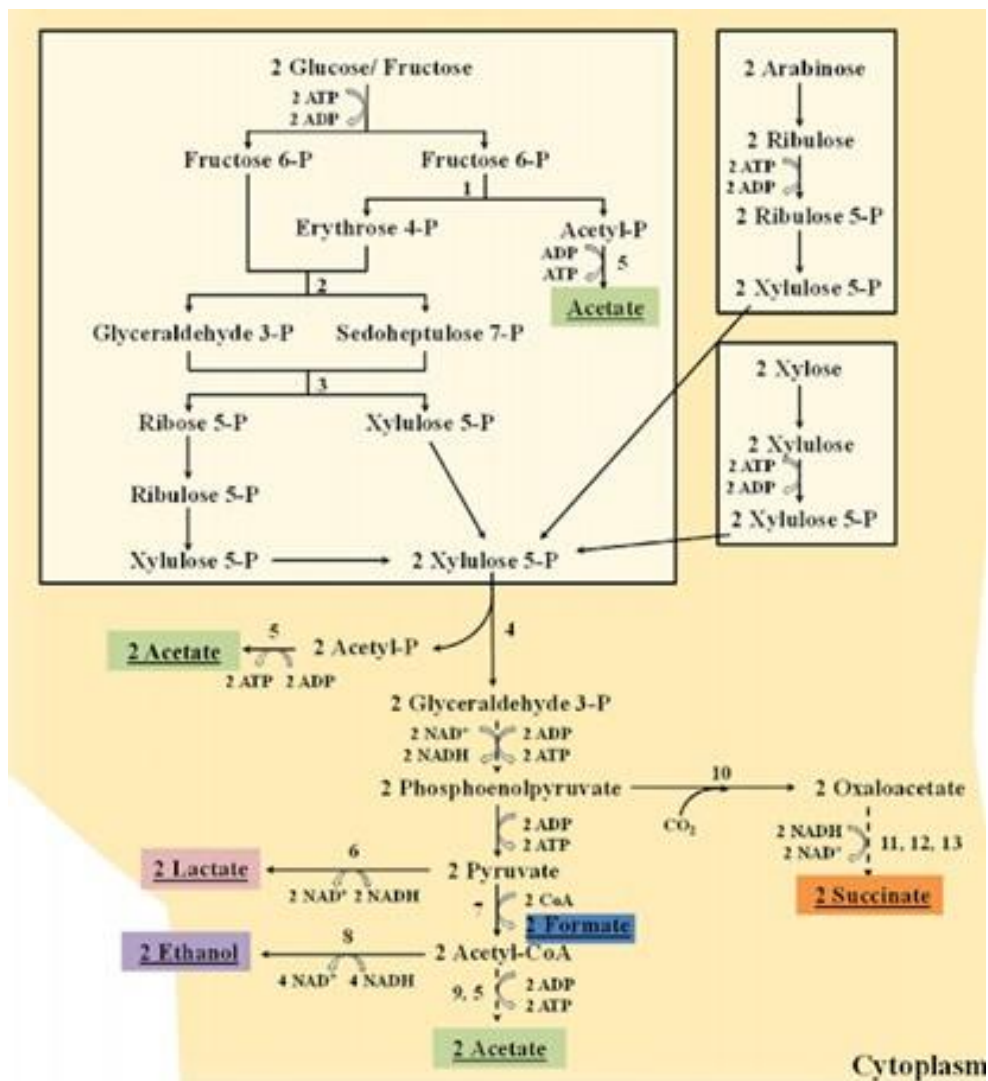 2 Glucose/ Fructose
2 ATP
2 ADP
Fructose 6-P
Fructose 6-P
1
Erythrose 4-P
Acetyl-P
ADP
ATP
5
Acetate
2
Glyceraldehyde 3-P
Sedoheptulose 7-P
3
Ribose 5-P
Xylulose 5-P
Ribulose 5-P
Xylulose 5-P
2 Xylulose 5-P
2 Arabinose
2 Ribulose
2 ATP
2 ADP
2 Ribulose 5-P
2 Xylulose 5-P
2 Xylose
2 Xylulose
2 ATP
2 ADP
2 Xylulose 5-P
4
2 Acetyl-P
5
2 ATP 2 ADP
2 Acetate
2 Glyceraldehyde 3-P
2 NAD⁺
2 NADH
2 ADP
2 ATP
2 Phosphoenolpyruvate
10
CO₂
2 Oxaloacetate
2 NADH
2 NAD⁺
11, 12, 13
2 Succinate
2 ADP
2 ATP
2 Pyruvate
6
2 NAD⁺ 2 NADH
2 Lactate
7
2 CoA
2 Formate
2 Acetyl-CoA
8
4 NAD⁺ 4 NADH
2 Ethanol
9, 5
2 ADP
2 ATP
2 Acetate
Cytoplasm